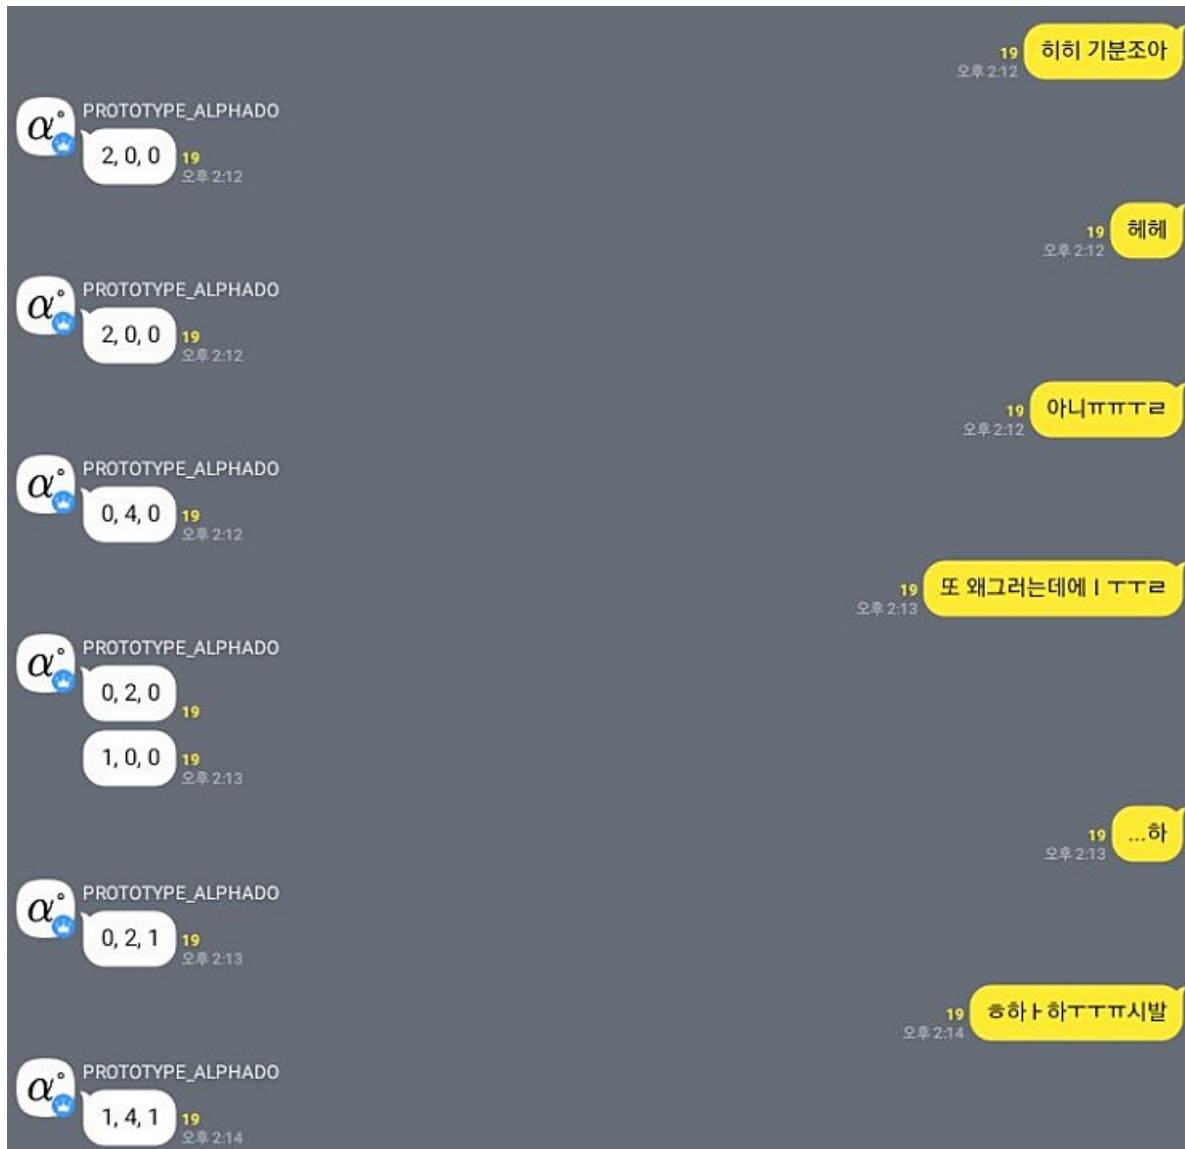 히히 기분조아
19
오후 2:12
PROTOTYPE_ALPHADO
α°
2, 0, 0
19
오후 2:12
헤헤
19
오후 2:12
PROTOTYPE_ALPHADO
α°
2, 0, 0
19
오후 2:12
아니ㅠㅠㅜㄹ
19
오후 2:12
PROTOTYPE_ALPHADO
α°
0, 4, 0
19
오후 2:12
또 왜그러는데에ㅣㅜㅜㄹ
19
오후 2:13
PROTOTYPE_ALPHADO
α°
0, 2, 0
19
1, 0, 0
19
오후 2:13
...하
19
오후 2:13
PROTOTYPE_ALPHADO
α°
0, 2, 1
19
오후 2:13
ㅎ하ㅏ하ㅜㅜㅠ시발
19
오후 2:14
PROTOTYPE_ALPHADO
α°
1, 4, 1
19
오후 2:14